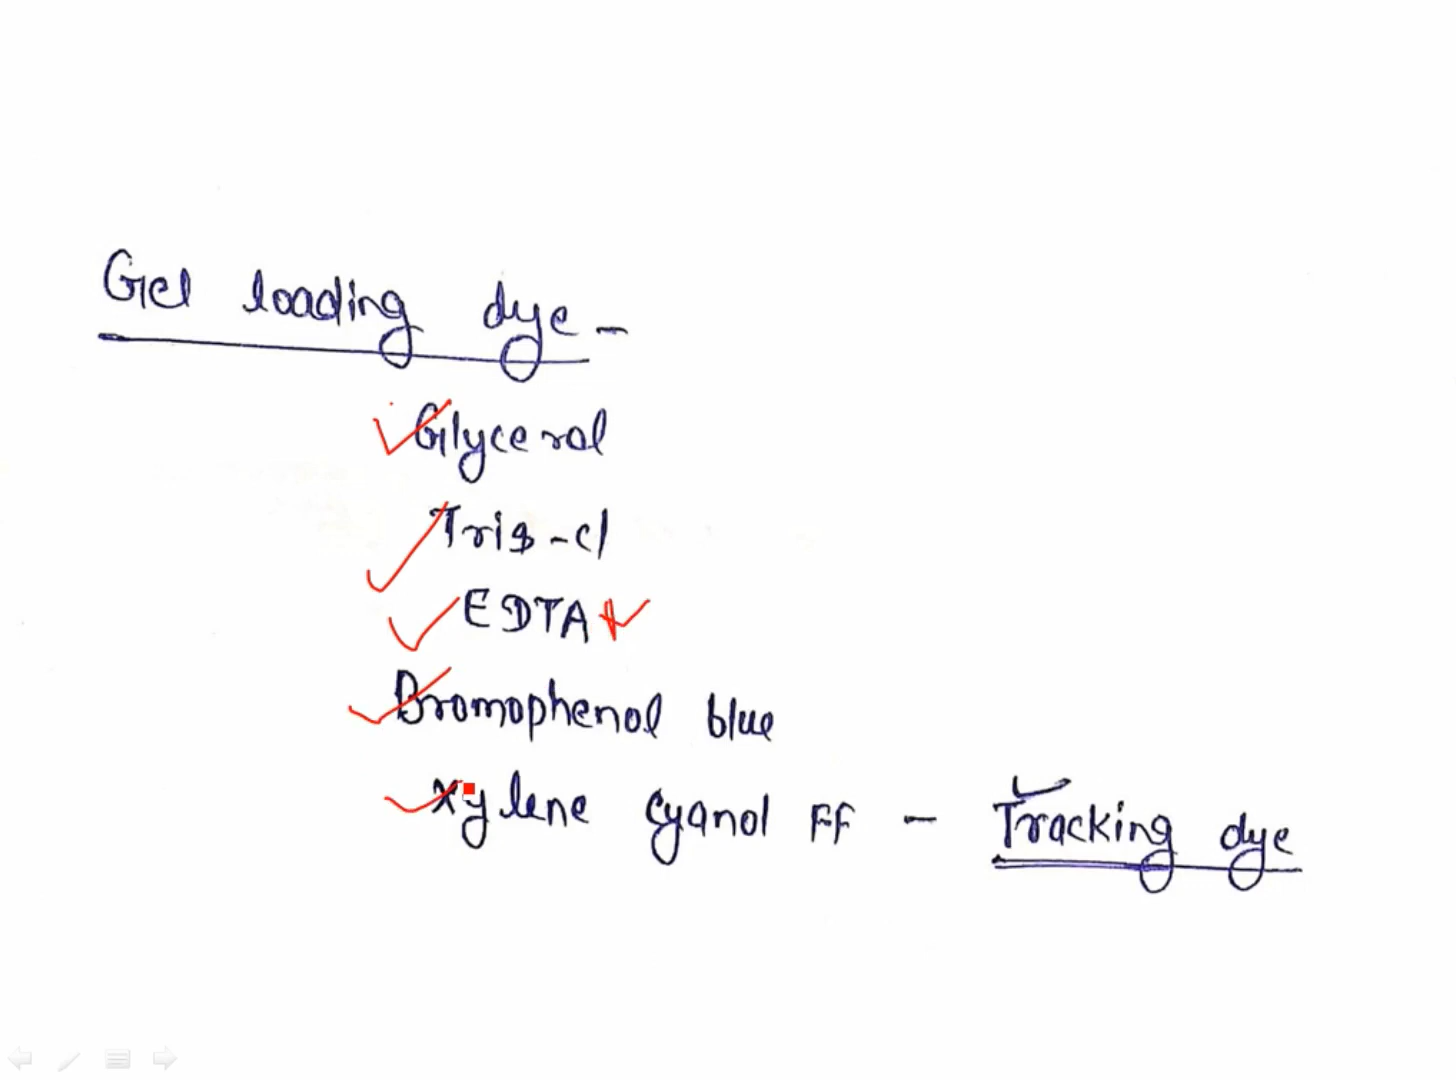 Gel loading dye -
Glycerol
Tris-cl
EDTA
Bromophenol blue
Xylene cyanol FF - Tracking dye